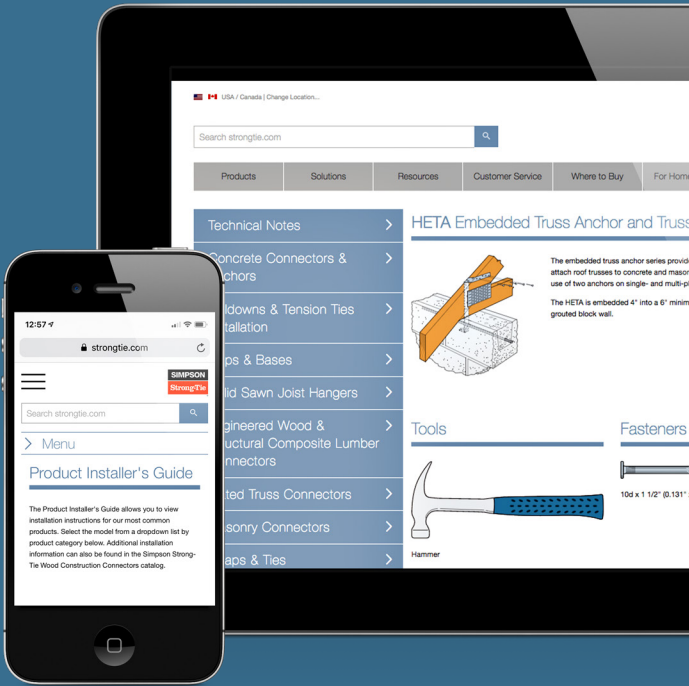 USA / Canada | Change Location...
Search strongtie.com
Products Solutions Resources Customer Service Where to Buy For Home
Technical Notes
Concrete Connectors &
chors
ldowns & Tension Ties
tallation
ps & Bases
lid Sawn Joist Hangers
gineered Wood &
uctural Composite Lumber
nnectors
ted Truss Connectors
sonry Connectors
aps & Ties
HETA Embedded Truss Anchor and Truss
The embedded truss anchor series provid
attach roof trusses to concrete and mason
use of two anchors on single- and multi-pl
The HETA is embedded 4" into a 6" minim
grouted block wall.
Tools
Hammer
Fasteners
10d x 1 1/2" (0.131"
12:57
strongtie.com
SIMPSON
Strong-Tie
Search strongtie.com
Menu
Product Installer's Guide
The Product Installer's Guide allows you to view
installation instructions for our most common
products. Select the model from a dropdown list by
product category below. Additional installation
information can also be found in the Simpson Strong-
Tie Wood Construction Connectors catalog.